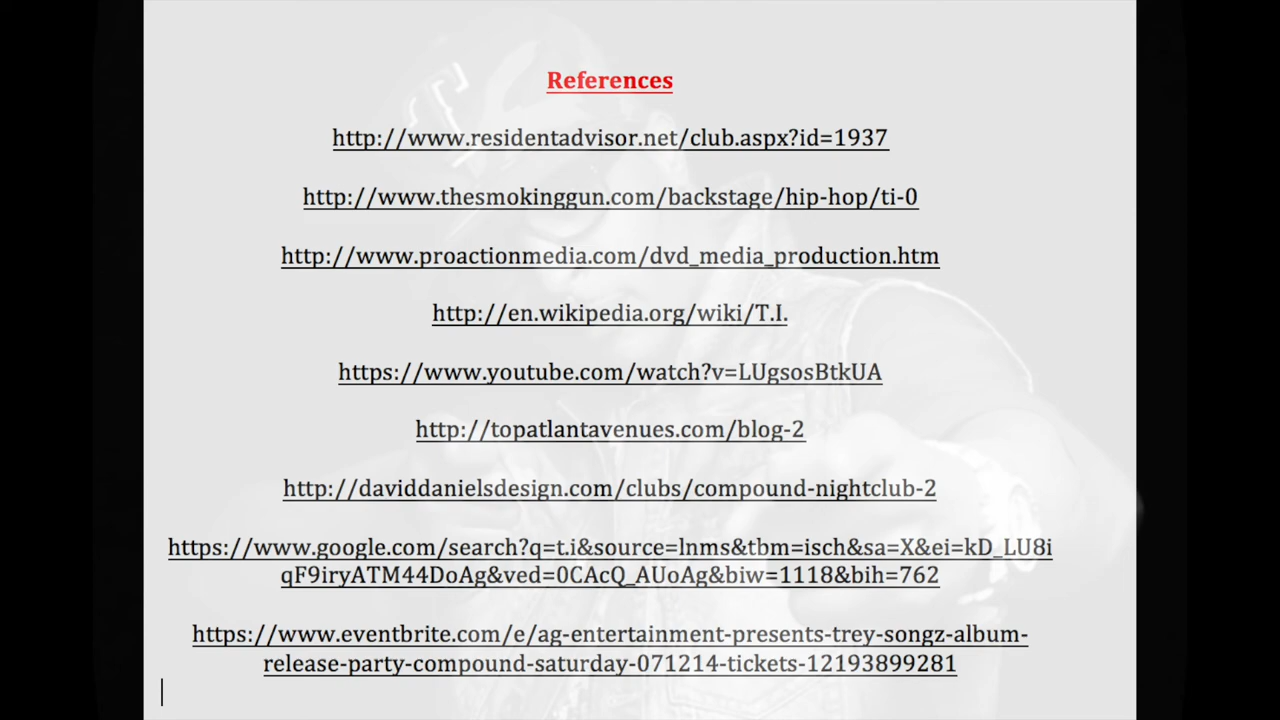 References
http://www.residentadvisor.net/club.aspx?id=1937
http://www.thesmokinggun.com/backstage/hip-hop/ti-0
http://www.proactionmedia.com/dvd_media_production.htm
http://en.wikipedia.org/wiki/T.I.
https://www.youtube.com/watch?v=LUgsosBtkUA
http://topatlantavenues.com/blog-2
http://daviddanielsdesign.com/clubs/compound-nightclub-2
https://www.google.com/search?q=t.i&source=lnms&tbm=isch&sa=X&ei=kD_LU8i
qF9iryATM44DoAg&ved=0CAcQ_AUoAg&biw=1118&bih=762
https://www.eventbrite.com/e/ag-entertainment-presents-trey-songz-album-
release-party-compound-saturday-071214-tickets-12193899281